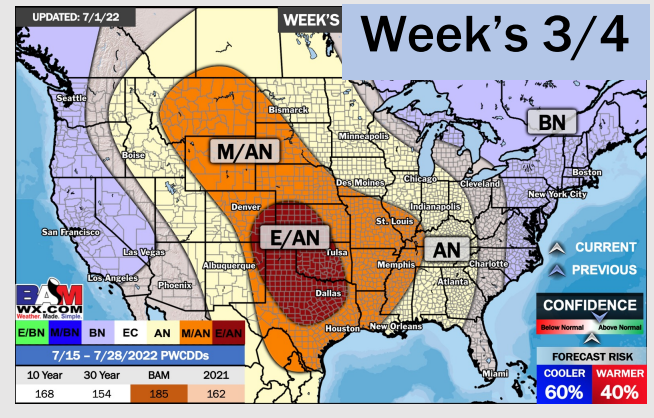 UPDATED: 7/1/22
WEEK'S
Week's 3/4
Seattle
Bismarck
Minneapolis
BN
Boise
M/AN
Boston
Des Moines
Chicago
Cleveland
New York City
Denver
Indianapolis
St. Louis
San Francisco
E/AN
AN
CURRENT
Las Vegas
Tulsa
Albuquerque
Memphis
Charlotte
PREVIOUS
Los Angeles
Phoenix
Dallas
Atlanta
BAM
WX.COM
Weather. Made. Simple.
Houston
New Orleans
CONFIDENCE
Below Normal
Above Normal
E/BN M/BN BN EC AN M/AN E/AN
7/15 – 7/28/2022 PWCDDs
FORECAST RISK
Miami
10 Year 30 Year BAM 2021
COOLER WARMER
168 154 185 162
60% 40%